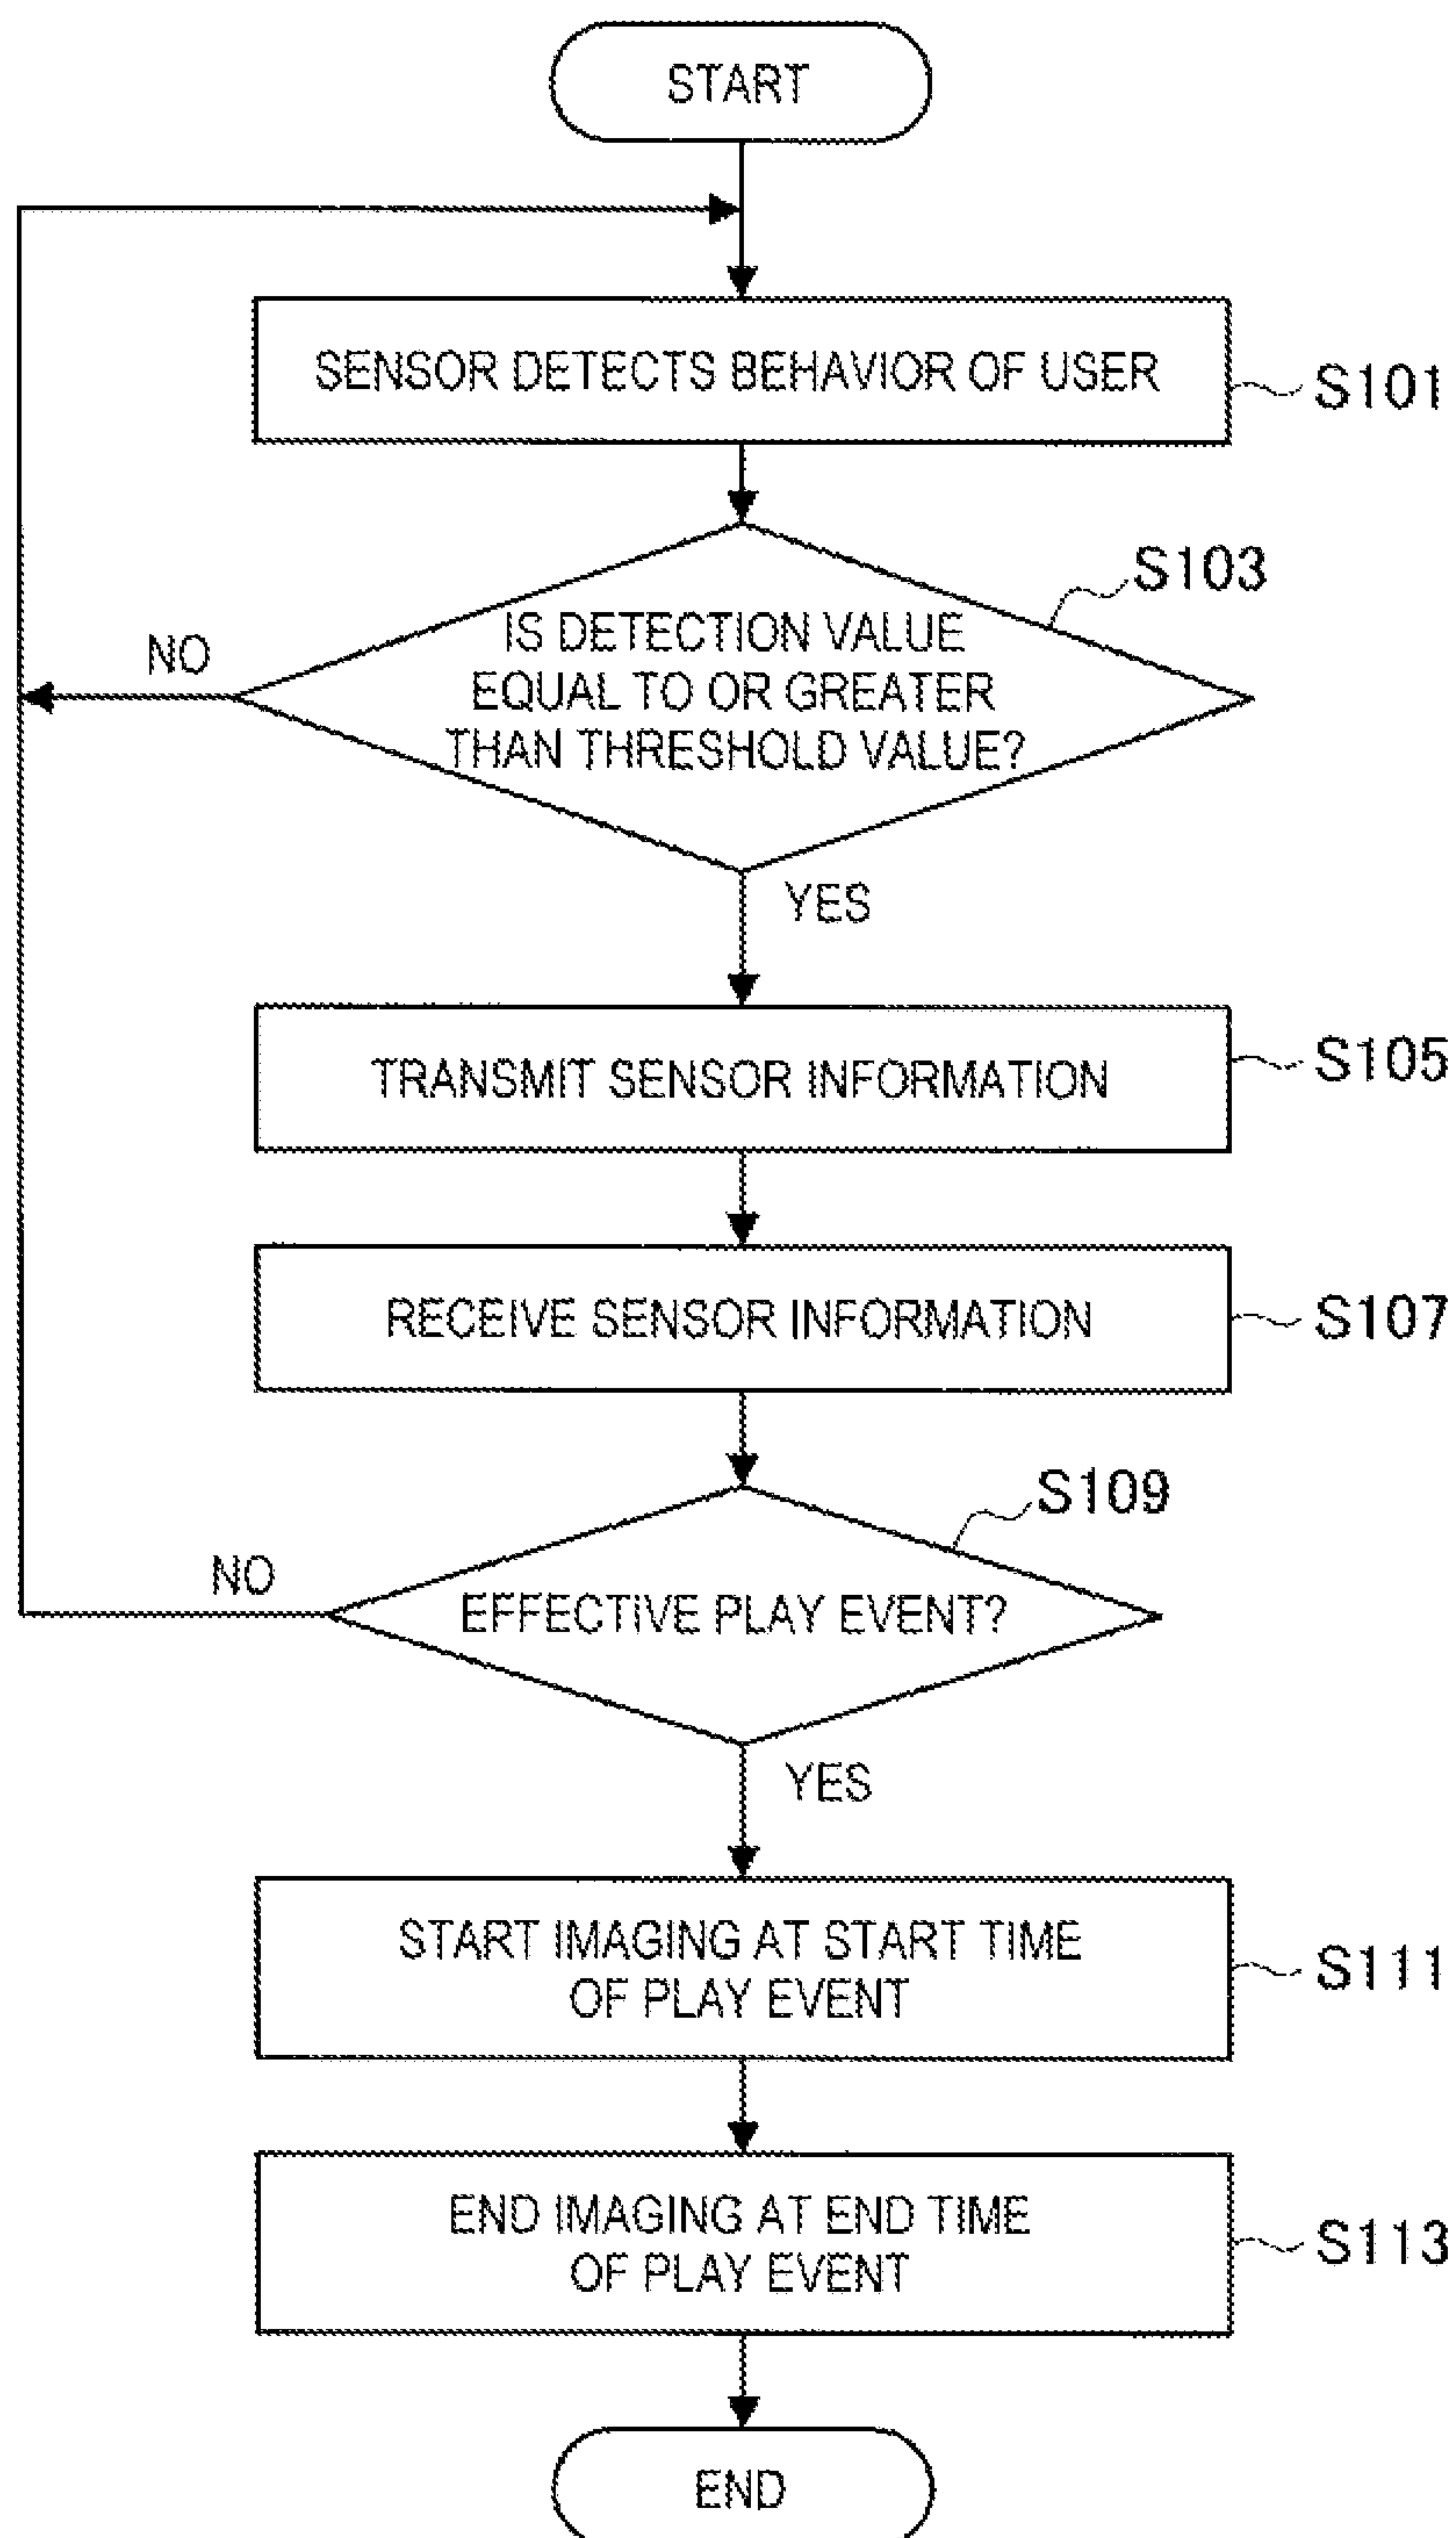 START
SENSOR DETECTS BEHAVIOR OF USER
S101
S103
IS DETECTION VALUE
EQUAL TO OR GREATER
THAN THRESHOLD VALUE?
NO
YES
TRANSMIT SENSOR INFORMATION
S105
RECEIVE SENSOR INFORMATION
S107
S109
EFFECTIVE PLAY EVENT?
NO
YES
START IMAGING AT START TIME
OF PLAY EVENT
S111
END IMAGING AT END TIME
OF PLAY EVENT
S113
END